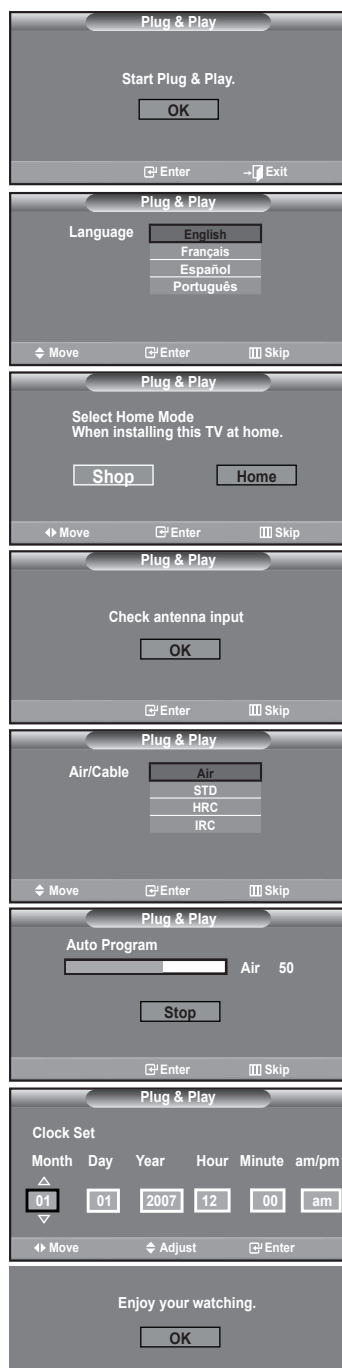 Plug & Play
Start Plug & Play.
OK
Enter Exit
Plug & Play
Language English
Français
Español
Português
Move Enter Skip
Plug & Play
Select Home Mode
When installing this TV at home.
Shop Home
Move Enter Skip
Plug & Play
Check antenna input
OK
Enter Skip
Plug & Play
Air/Cable Air
STD
HRC
IRC
Move Enter Skip
Plug & Play
Auto Program
Air 50
Stop
Enter Skip
Plug & Play
Clock Set
Month Day Year Hour Minute am/pm
01 01 2007 12 00 am
Move Adjust Enter
Enjoy your watching.
OK